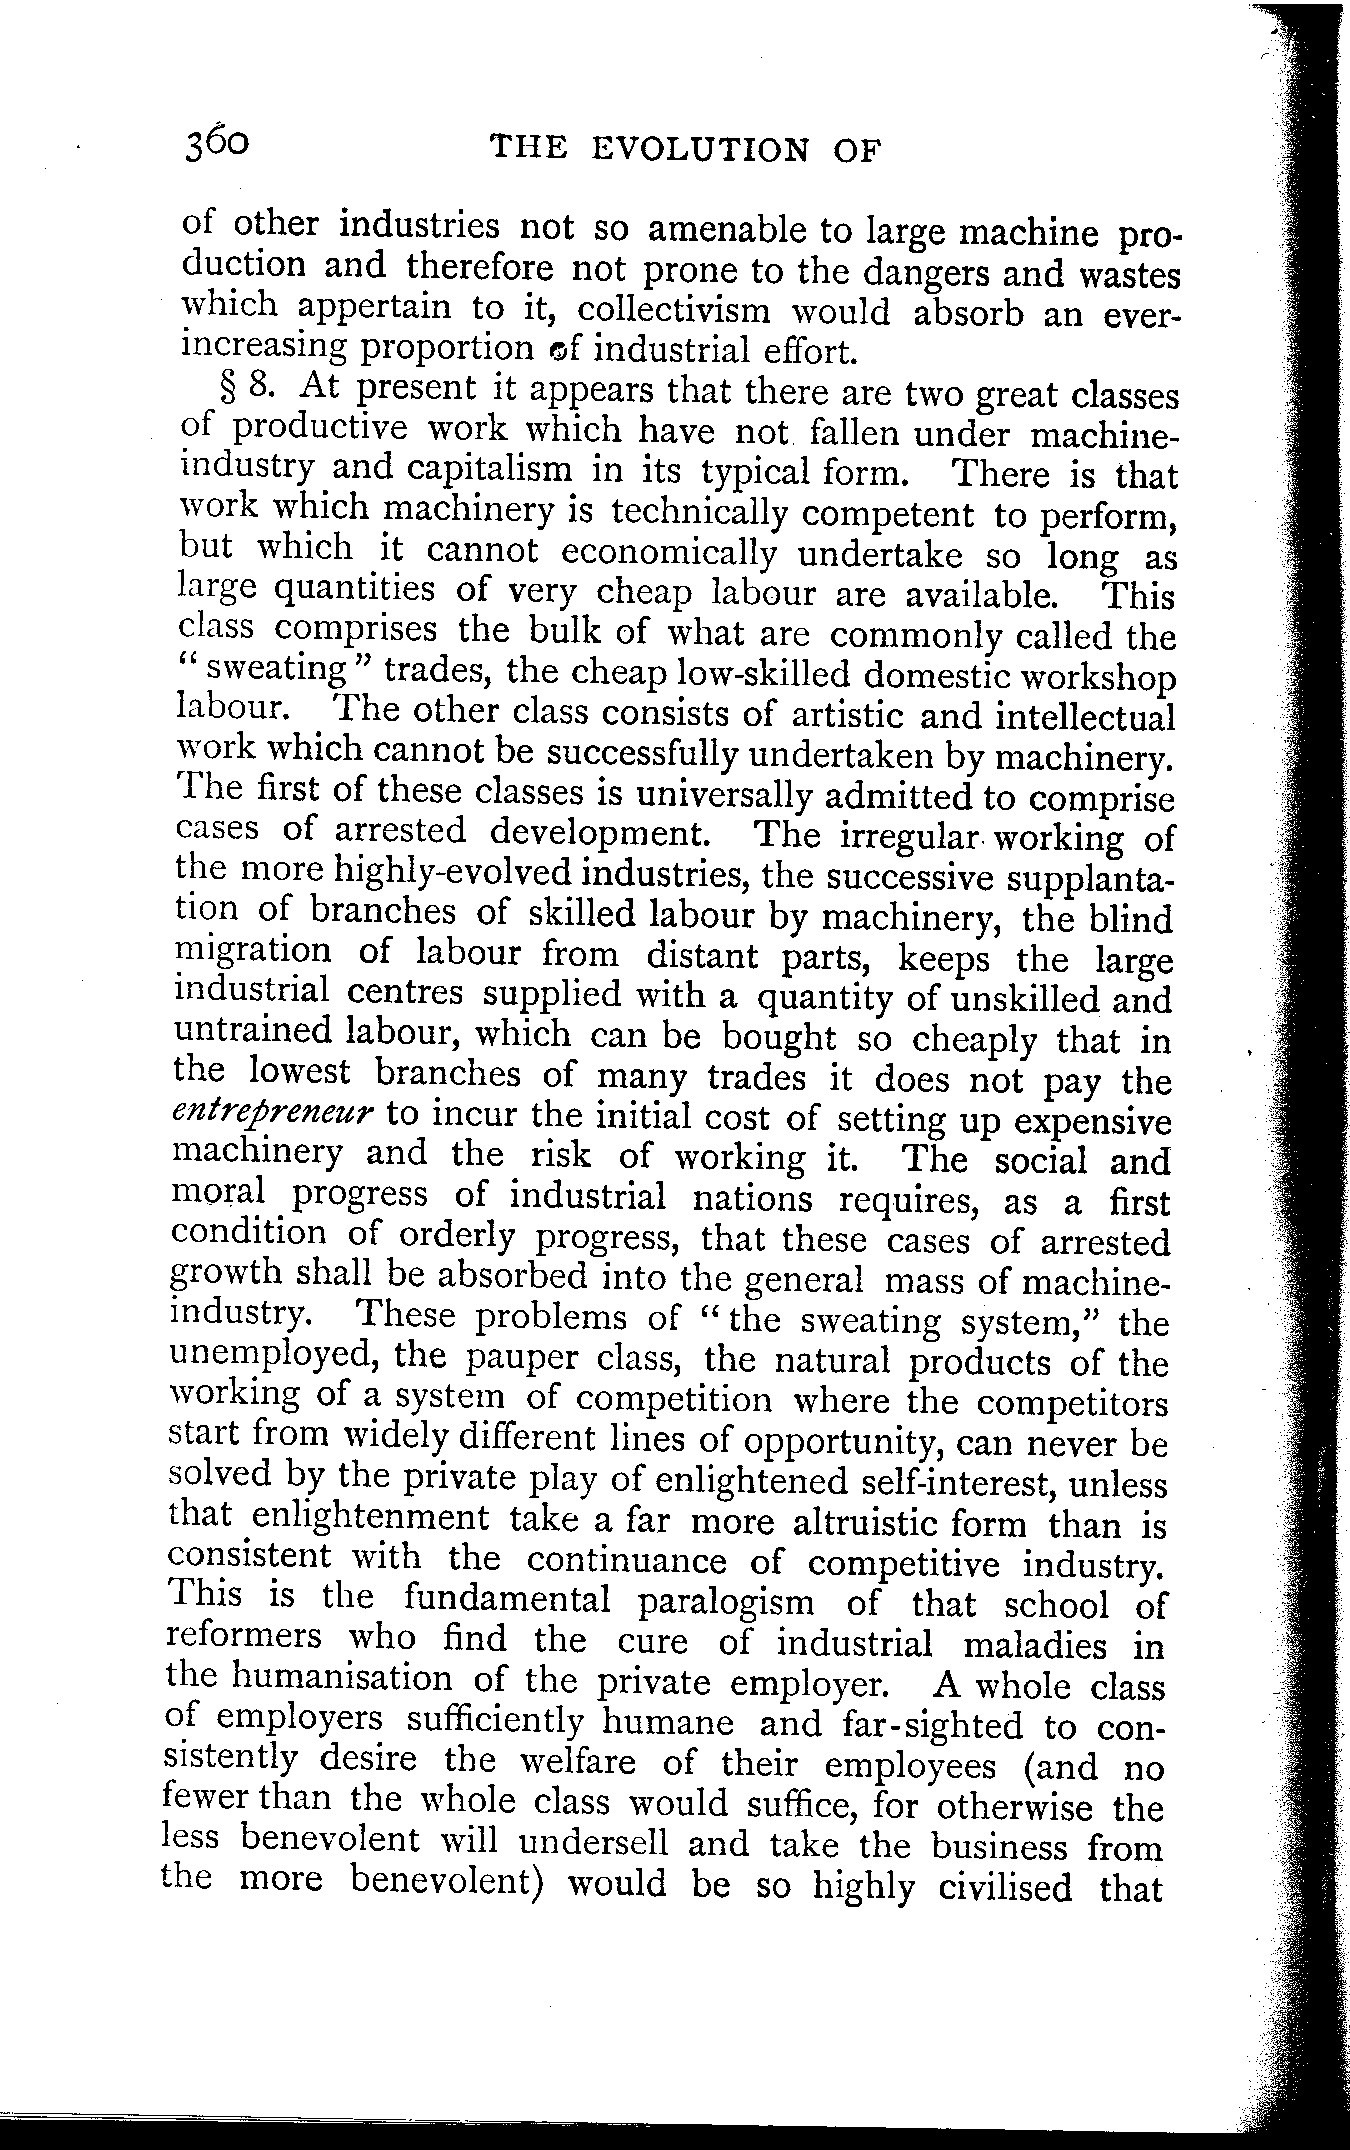 360 THE EVOLUTION OF
of other industries not so amenable to large machine pro-
duction and therefore not prone to the dangers and wastes
which appertain to it, collectivism would absorb an ever-
increasing proportion of industrial effort.
§ 8. At present it appears that there are two great classes
of productive work which have not fallen under machine-
industry and capitalism in its typical form. There is that
work which machinery is technically competent to perform,
but which it cannot economically undertake so long as
large quantities of very cheap labour are available. This
class comprises the bulk of what are commonly called the
“sweating” trades, the cheap low-skilled domestic workshop
labour. The other class consists of artistic and intellectual
work which cannot be successfully undertaken by machinery.
The first of these classes is universally admitted to comprise
cases of arrested development. The irregular working of
the more highly-evolved industries, the successive supplanta-
tion of branches of skilled labour by machinery, the blind
migration of labour from distant parts, keeps the large
industrial centres supplied with a quantity of unskilled and
untrained labour, which can be bought so cheaply that in
the lowest branches of many trades it does not pay the
entrepreneur to incur the initial cost of setting up expensive
machinery and the risk of working it. The social and
moral progress of industrial nations requires, as a first
condition of orderly progress, that these cases of arrested
growth shall be absorbed into the general mass of machine-
industry. These problems of “the sweating system,” the
unemployed, the pauper class, the natural products of the
working of a system of competition where the competitors
start from widely different lines of opportunity, can never be
solved by the private play of enlightened self-interest, unless
that enlightenment take a far more altruistic form than is
consistent with the continuance of competitive industry.
This is the fundamental paralogism of that school of
reformers who find the cure of industrial maladies in
the humanisation of the private employer. A whole class
of employers sufficiently humane and far-sighted to con-
sistently desire the welfare of their employees (and no
fewer than the whole class would suffice, for otherwise the
less benevolent will undersell and take the business from
the more benevolent) would be so highly civilised that